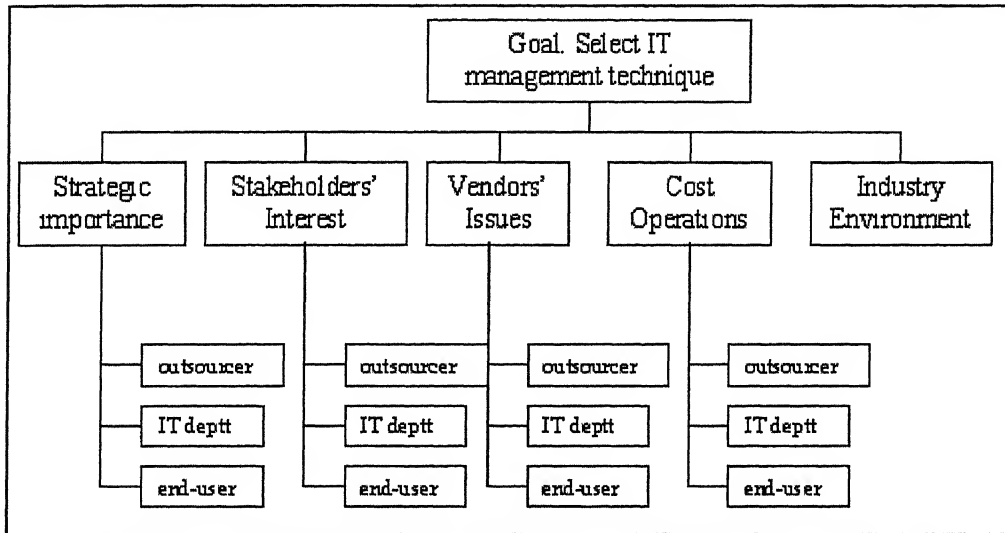 Goal. Select IT
management technique
Strategic
importance
Stakeholders'
Interest
Vendors'
Issues
Cost
Operations
Industry
Environment
outsourcer
outsourcer
outsourcer
outsourcer
IT deptt
IT deptt
IT deptt
IT deptt
end-user
end-user
end-user
end-user